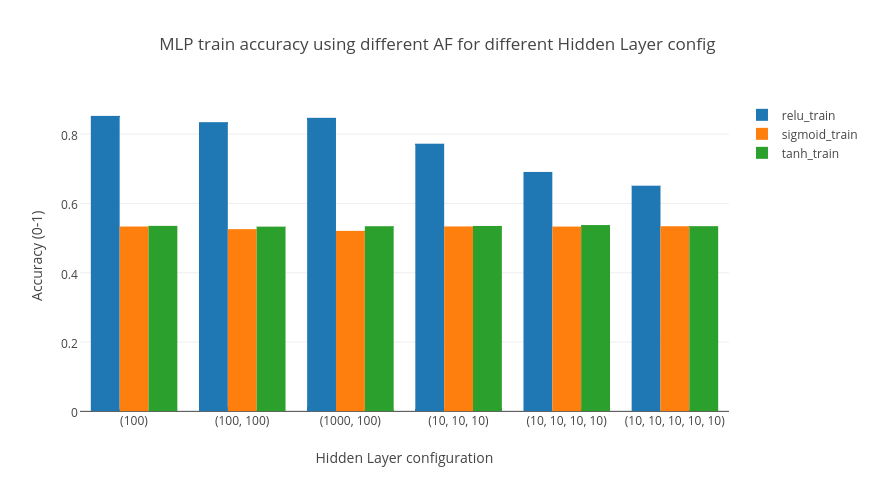 MLP train accuracy using different AF for different Hidden Layer config
relu_train
sigmoid_train
tanh_train
Accuracy (0-1)
0.8
0.6
0.4
0.2
0
(100)
(100, 100)
(1000, 100)
(10, 10, 10)
(10, 10, 10, 10)
(10, 10, 10, 10, 10)
Hidden Layer configuration